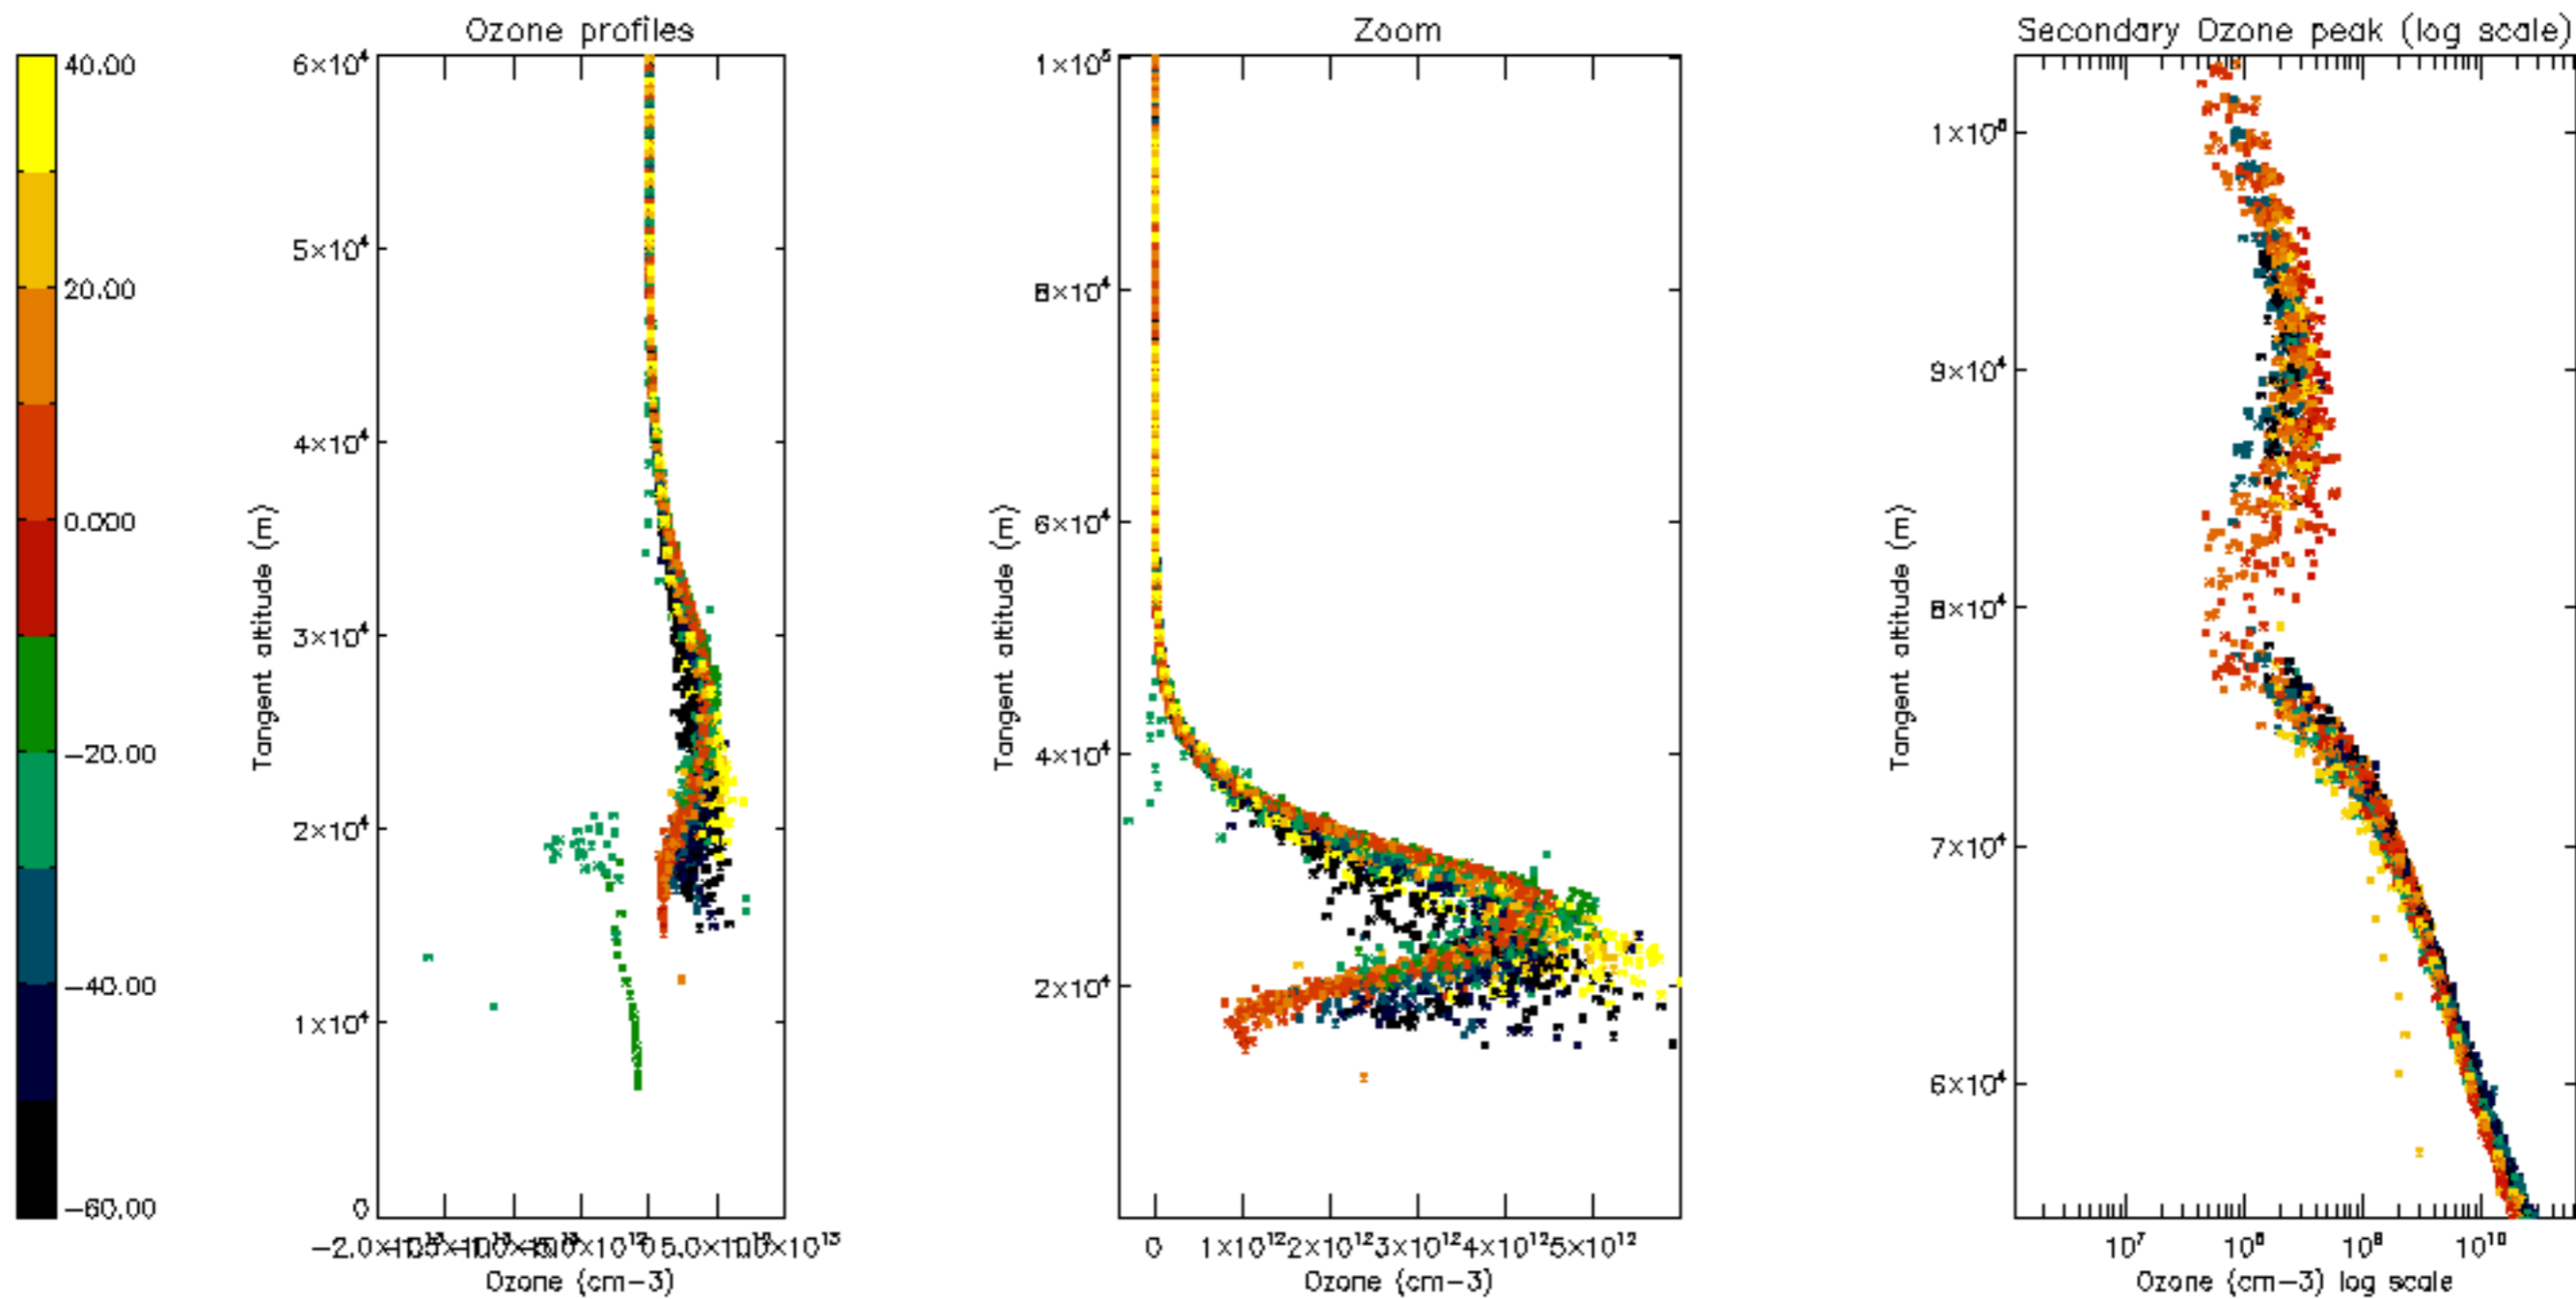 Ozone profiles
Zoom
Secondary Ozone peak (log scale)
40.00
20.00
0.000
−20.00
−40.00
−60.00
6×10⁴
5×10⁴
4×10⁴
3×10⁴
2×10⁴
1×10⁴
0
Tangent altitude (m)
Ozone (cm−3)
1×10⁵
8×10⁴
6×10⁴
4×10⁴
2×10⁴
Tangent altitude (m)
0 1×10¹² 2×10¹² 3×10¹² 4×10¹² 5×10¹²
Ozone (cm−3)
9×10⁴
8×10⁴
7×10⁴
6×10⁴
Tangent altitude (m)
10⁷ 10⁸ 10⁹ 10¹⁰
Ozone (cm−3) log scale